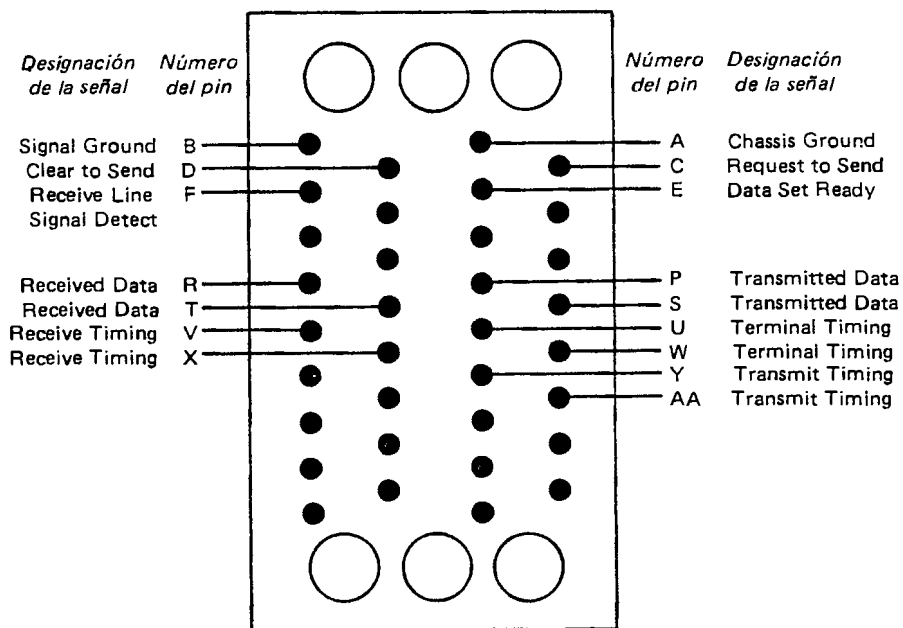 Designación Número
de la señal del pin
Signal Ground B
Clear to Send D
Receive Line F
Signal Detect
Received Data R
Received Data T
Receive Timing V
Receive Timing X
Número Designación
del pin de la señal
A Chassis Ground
C Request to Send
E Data Set Ready
P Transmitted Data
S Transmitted Data
U Terminal Timing
W Terminal Timing
Y Transmit Timing
AA Transmit Timing